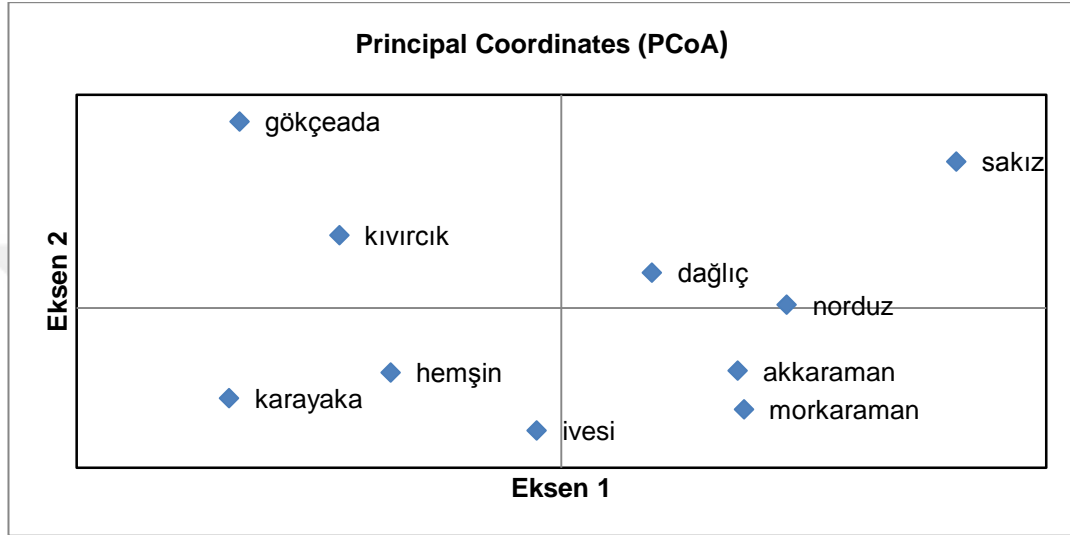 Principal Coordinates (PCoA)
gökçeada
sakız
kıvırcık
Eksen 2
dağlıç
norduz
hemşin
akkaraman
karayaka
morkaraman
ivesi
Eksen 1